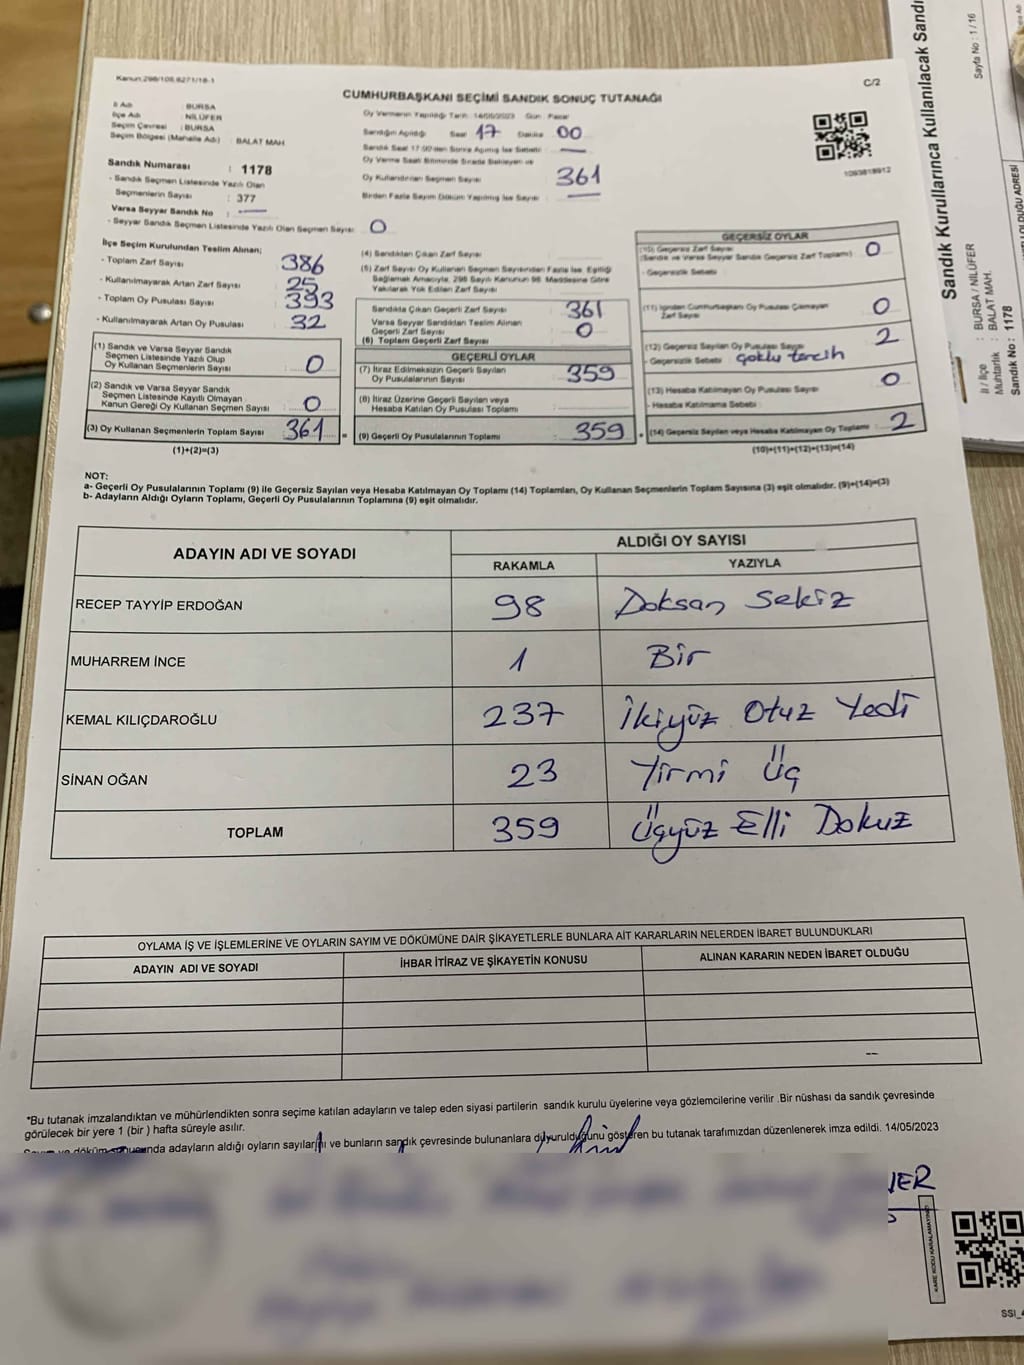 Kanun:298/105,6271/18-1
C/2
CUMHURBAŞKANI SEÇİMİ SANDIK SONUÇ TUTANAĞI
İl Adı : BURSA
İlçe Adı : NİLÜFER
Seçim Çevresi : BURSA
Seçim Bölgesi (Mahalle Adı) : BALAT MAH
Sandık Numarası : 1178
- Sandık Seçmen Listesinde Yazılı Olan
Seçmenlerin Sayısı : 377
Varsa Seyyar Sandık No : —
- Seyyar Sandık Seçmen Listesinde Yazılı Olan Seçmen Sayısı : 0
Oy Vermenin Yapıldığı Tarih : 14/05/2023 Gün : Pazar
Sandığın Açıldığı Saat 17 Dakika 00
Sandık Saat 17:00'den Sonra Açılmış İse Sebebi : —
Oy Verme Saati Bitiminde Sırada Bekleyen ve
Oy Kullandırılan Seçmen Sayısı : 361
Birden Fazla Sayım Döküm Yapılmış İse Sayısı : —
1093818912
İlçe Seçim Kurulundan Teslim Alınan;
- Toplam Zarf Sayısı 386
- Kullanılmayarak Artan Zarf Sayısı 25
- Toplam Oy Pusulası Sayısı 393
- Kullanılmayarak Artan Oy Pusulası 32
(1) Sandık ve Varsa Seyyar Sandık
Seçmen Listesinde Yazılı Olup
Oy Kullanan Seçmenlerin Sayısı 0
(2) Sandık ve Varsa Seyyar Sandık
Seçmen Listesinde Kayıtlı Olmayan
Kanun Gereği Oy Kullanan Seçmen Sayısı 0
(3) Oy Kullanan Seçmenlerin Toplam Sayısı 361 =
(1)+(2)=(3)
(4) Sandıktan Çıkan Zarf Sayısı :
(5) Zarf Sayısı Oy Kullanan Seçmen Sayısından Fazla İse, Eşitliği
Sağlamak Amacıyla, 298 Sayılı Kanunun 98. Maddesine Göre
Yakılarak Yok Edilen Zarf Sayısı
Sandıkta Çıkan Geçerli Zarf Sayısı : 361
Varsa Seyyar Sandıktan Teslim Alınan
Geçerli Zarf Sayısı : 0
(6) Toplam Geçerli Zarf Sayısı
GEÇERLİ OYLAR
(7) İtiraz Edilmeksizin Geçerli Sayılan
Oy Pusulalarının Sayısı : 359
(8) İtiraz Üzerine Geçerli Sayılan veya
Hesaba Katılan Oy Pusulası Toplamı
(9) Geçerli Oy Pusulalarının Toplamı : 359 +
GEÇERSİZ OYLAR
(10) Geçersiz Zarf Sayısı
(Sandık ve Varsa Seyyar Sandık Geçersiz Zarf Toplamı) : 0
- Geçersizlik Sebebi :
(11) İçinden Cumhurbaşkanı Oy Pusulası Çıkmayan
Zarf Sayısı 0
(12) Geçersiz Sayılan Oy Pusulası Sayısı 2
- Geçersizlik Sebebi : çoklu tercih
(13) Hesaba Katılmayan Oy Pusulası Sayısı 0
- Hesaba Katılmama Sebebi :
(14) Geçersiz Sayılan veya Hesaba Katılmayan Oy Toplamı : 2
(10)+(11)+(12)+(13)=(14)
NOT:
a- Geçerli Oy Pusulalarının Toplamı (9) ile Geçersiz Sayılan veya Hesaba Katılmayan Oy Toplamı (14) Toplamları, Oy Kullanan Seçmenlerin Toplam Sayısına (3) eşit olmalıdır. (9)+(14)=(3)
b- Adayların Aldığı Oyların Toplamı, Geçerli Oy Pusulalarının Toplamına (9) eşit olmalıdır.
ADAYIN ADI VE SOYADI
ALDIĞI OY SAYISI
RAKAMLA YAZIYLA
RECEP TAYYİP ERDOĞAN 98 Doksan Sekiz
MUHARREM İNCE 1 Bir
KEMAL KILIÇDAROĞLU 237 İkiyüz Otuz Yedi
SİNAN OĞAN 23 Yirmi Üç
TOPLAM 359 Üçyüz Elli Dokuz
OYLAMA İŞ VE İŞLEMLERİNE VE OYLARIN SAYIM VE DÖKÜMÜNE DAİR ŞİKAYETLERLE BUNLARA AİT KARARLARIN NELERDEN İBARET BULUNDUKLARI
ADAYIN ADI VE SOYADI İHBAR İTİRAZ VE ŞİKAYETİN KONUSU ALINAN KARARIN NEDEN İBARET OLDUĞU
--
*Bu tutanak imzalandıktan ve mühürlendikten sonra seçime katılan adayların ve talep eden siyasi partilerin sandık kurulu üyelerine veya gözlemcilerine verilir .Bir nüshası da sandık çevresinde
görülecek bir yere 1 (bir ) hafta süreyle asılır.
adayların aldığı oyların sayılarını ve bunların sandık çevresinde bulunanlara duyurulduğunu gösteren bu tutanak tarafımızdan düzenlenerek imza edildi. 14/05/2023
KARE KODU KARALAMAYINIZ!
Sandık Kurullarınca Kullanılacak Sandı
Sayfa No : 1 / 16
İl / İlçe : BURSA / NİLÜFER
Muhtarlık : BALAT MAH.
Sandık No : 1178
OLDUĞU ADRESİ